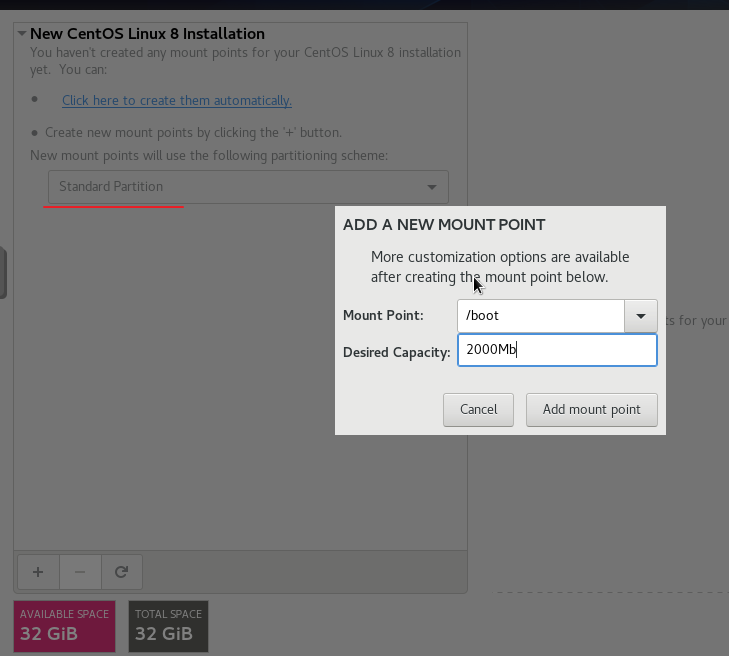 New CentOS Linux 8 Installation
You haven't created any mount points for your CentOS Linux 8 installation
yet. You can:
Click here to create them automatically.
Create new mount points by clicking the '+' button.
New mount points will use the following partitioning scheme:
Standard Partition
ADD A NEW MOUNT POINT
More customization options are available
after creating the mount point below.
Mount Point: /boot
Desired Capacity: 2000Mb
Cancel Add mount point
ts for your
AVAILABLE SPACE
32 GiB
TOTAL SPACE
32 GiB